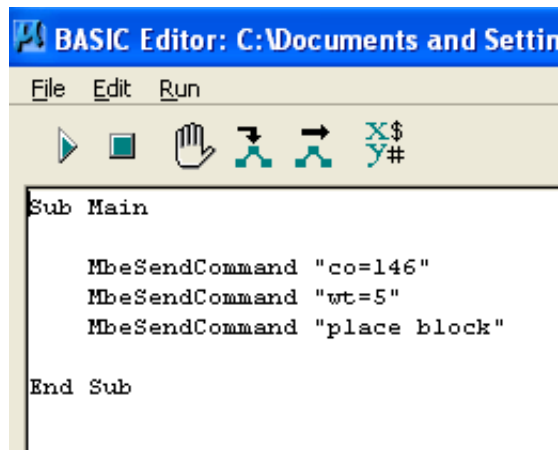 BASIC Editor: C:\Documents and Settin
File Edit Run
X$
y#
Sub Main
MbeSendCommand "co=146"
MbeSendCommand "wt=5"
MbeSendCommand "place block"
End Sub